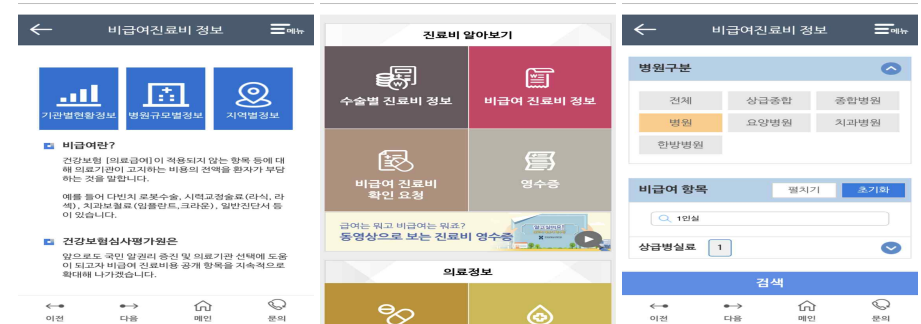 비급여진료비 정보
메뉴
기관별현황정보
병원규모별정보
지역별정보
비급여란?
건강보험 [의료급여]이 적용되지 않는 항목 등에 대
해 의료기관이 고지하는 비용의 전액을 환자가 부담
하는 것을 말합니다.
예를 들어 다빈치 로봇수술, 시력교정술료(라식, 라
섹), 치과보철료(임플란트,크라운), 일반진단서 등
이 있습니다.
건강보험심사평가원은
앞으로도 국민 알권리 증진 및 의료기관 선택에 도움
이 되고자 비급여 진료비용 공개 항목을 지속적으로
확대해 나가겠습니다.
이전
다음
메인
문의
진료비 알아보기
수술별 진료비 정보
비급여 진료비 정보
비급여 진료비
확인 요청
영수증
급여는 뭐고 비급여는 뭐죠?
동영상으로 보는 진료비 영수증
의료정보
비급여진료비 정보
메뉴
병원구분
전체
상급종합
종합병원
병원
요양병원
치과병원
한방병원
비급여 항목
펼치기
초기화
1인실
상급병실료
1
검색
이전
다음
메인
문의